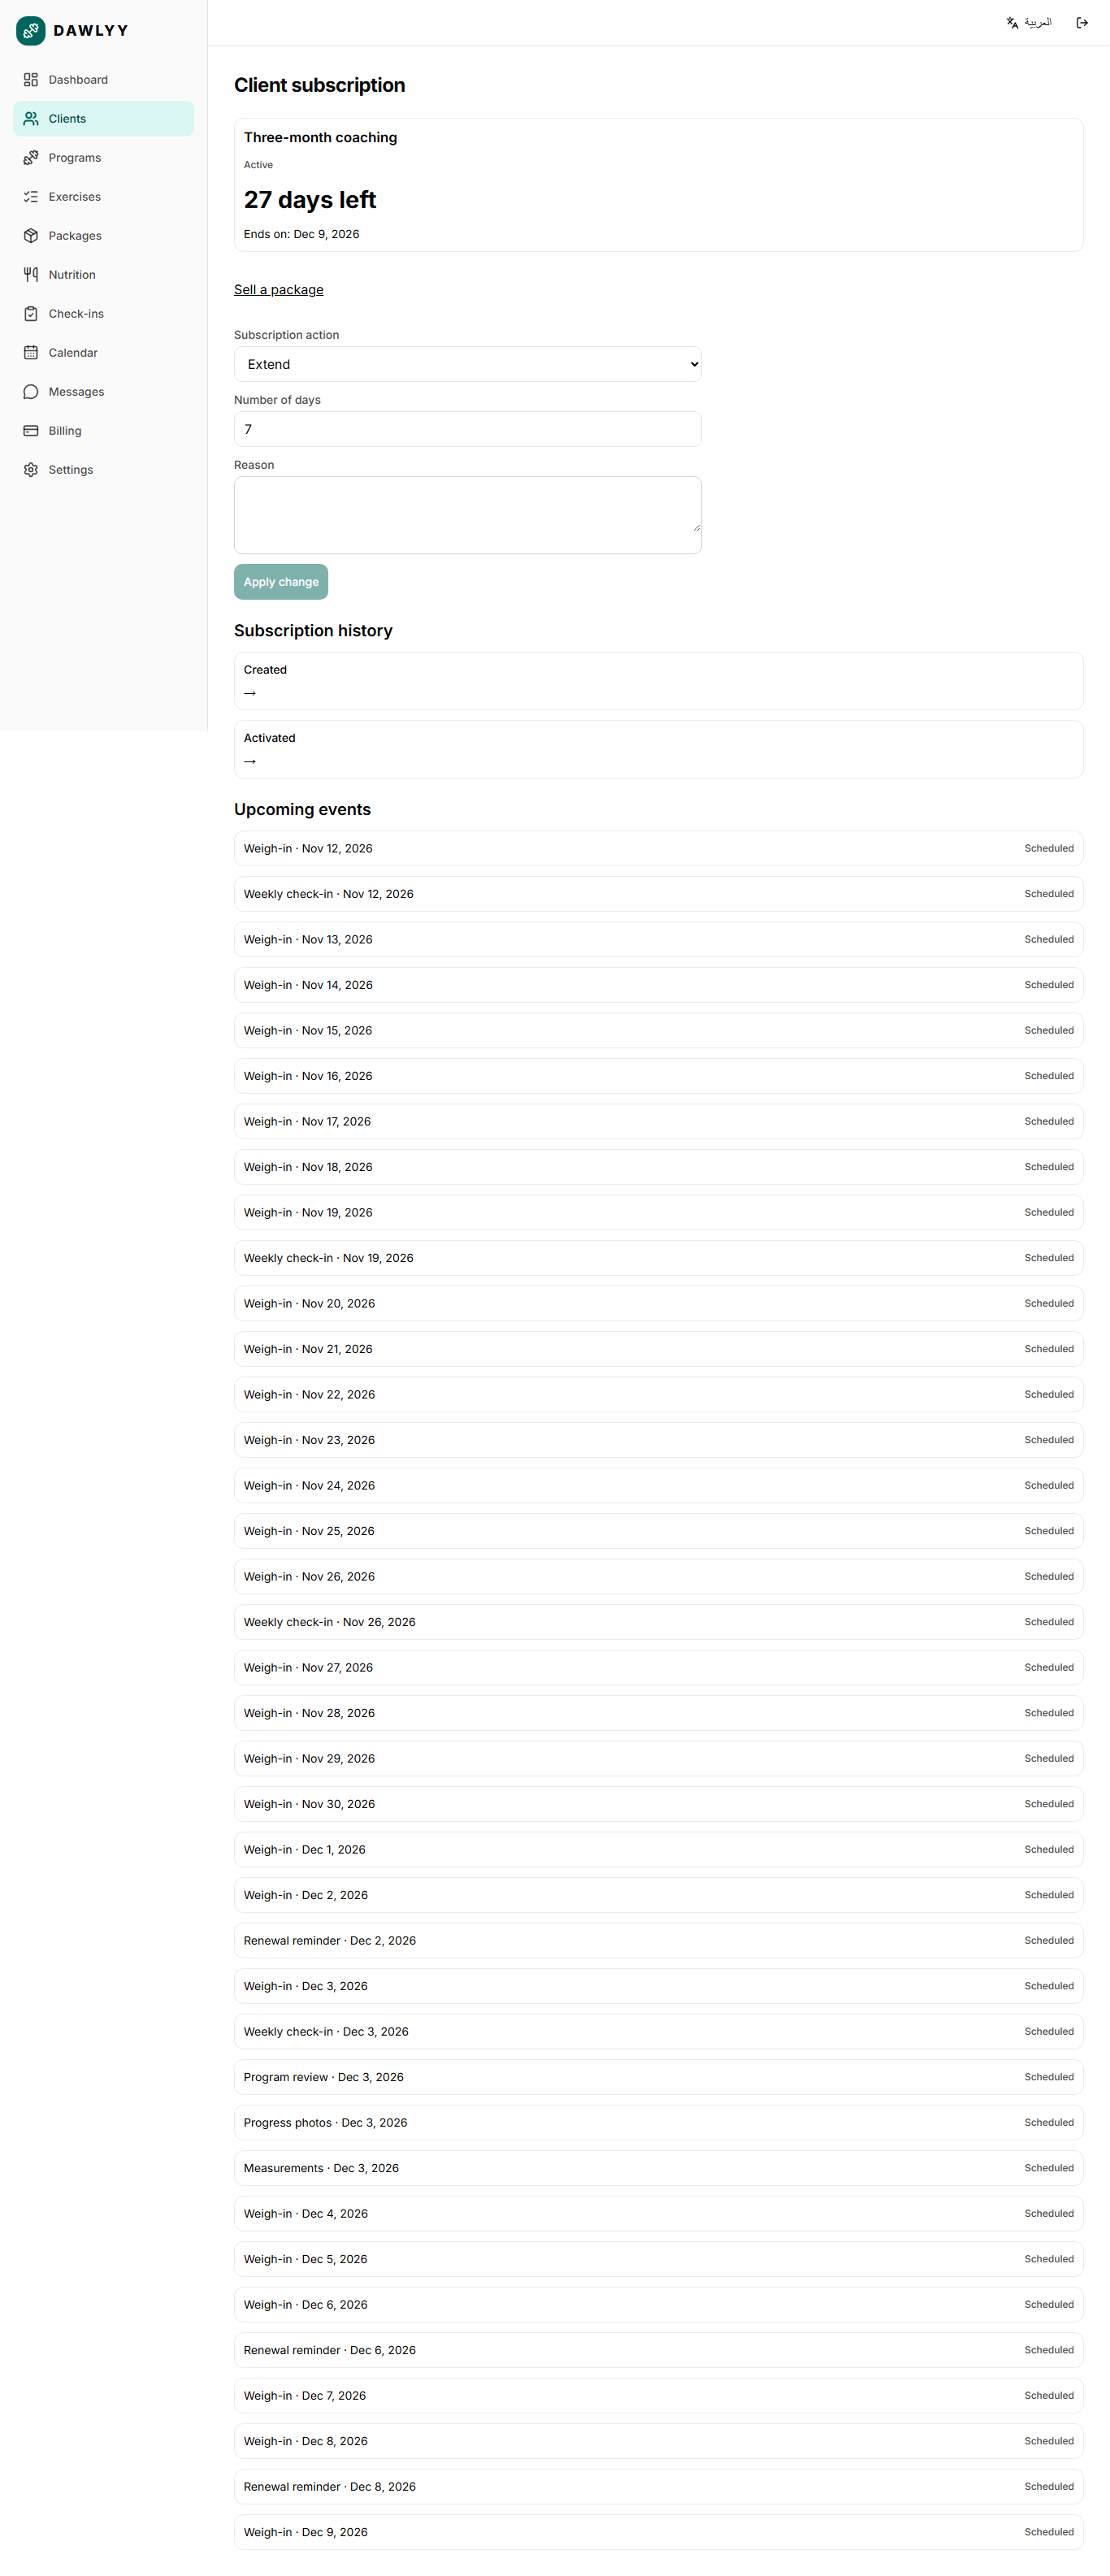 DAWLYY
العربية
Dashboard
Clients
Programs
Exercises
Packages
Nutrition
Check-ins
Calendar
Messages
Billing
Settings
Client subscription
Three-month coaching
Active
27 days left
Ends on: Dec 9, 2026
Sell a package
Subscription action
Extend
Number of days
7
Reason
Apply change
Subscription history
Created
→
Activated
→
Upcoming events
Weigh-in · Nov 12, 2026 Scheduled
Weekly check-in · Nov 12, 2026 Scheduled
Weigh-in · Nov 13, 2026 Scheduled
Weigh-in · Nov 14, 2026 Scheduled
Weigh-in · Nov 15, 2026 Scheduled
Weigh-in · Nov 16, 2026 Scheduled
Weigh-in · Nov 17, 2026 Scheduled
Weigh-in · Nov 18, 2026 Scheduled
Weigh-in · Nov 19, 2026 Scheduled
Weekly check-in · Nov 19, 2026 Scheduled
Weigh-in · Nov 20, 2026 Scheduled
Weigh-in · Nov 21, 2026 Scheduled
Weigh-in · Nov 22, 2026 Scheduled
Weigh-in · Nov 23, 2026 Scheduled
Weigh-in · Nov 24, 2026 Scheduled
Weigh-in · Nov 25, 2026 Scheduled
Weigh-in · Nov 26, 2026 Scheduled
Weekly check-in · Nov 26, 2026 Scheduled
Weigh-in · Nov 27, 2026 Scheduled
Weigh-in · Nov 28, 2026 Scheduled
Weigh-in · Nov 29, 2026 Scheduled
Weigh-in · Nov 30, 2026 Scheduled
Weigh-in · Dec 1, 2026 Scheduled
Weigh-in · Dec 2, 2026 Scheduled
Renewal reminder · Dec 2, 2026 Scheduled
Weigh-in · Dec 3, 2026 Scheduled
Weekly check-in · Dec 3, 2026 Scheduled
Program review · Dec 3, 2026 Scheduled
Progress photos · Dec 3, 2026 Scheduled
Measurements · Dec 3, 2026 Scheduled
Weigh-in · Dec 4, 2026 Scheduled
Weigh-in · Dec 5, 2026 Scheduled
Weigh-in · Dec 6, 2026 Scheduled
Renewal reminder · Dec 6, 2026 Scheduled
Weigh-in · Dec 7, 2026 Scheduled
Weigh-in · Dec 8, 2026 Scheduled
Renewal reminder · Dec 8, 2026 Scheduled
Weigh-in · Dec 9, 2026 Scheduled